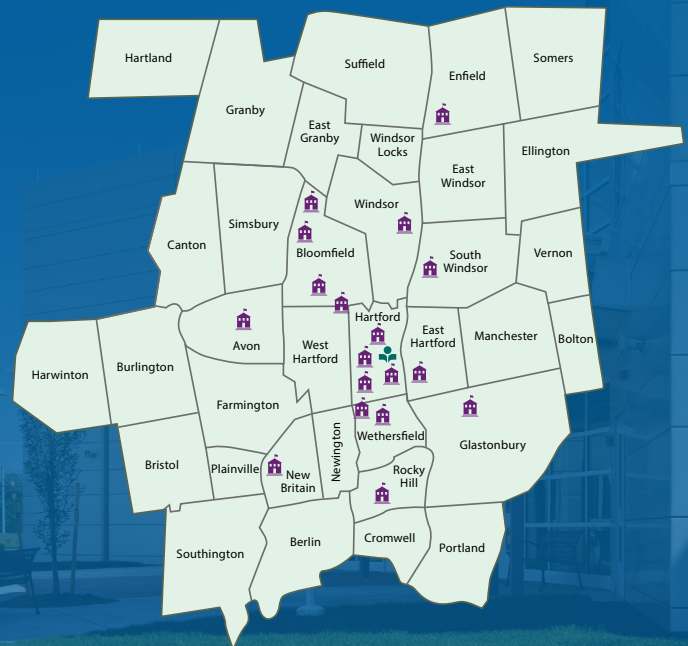 Hartland
Suffield
Somers
Enfield
Granby
East
Granby
Windsor
Locks
Ellington
East
Windsor
Windsor
Simsbury
Canton
Bloomfield
South
Windsor
Vernon
Hartford
Avon
West
Hartford
East
Hartford
Manchester
Bolton
Harwinton
Burlington
Farmington
Wethersfield
Glastonbury
Newington
Bristol
Plainville
New
Britain
Rocky
Hill
Southington
Berlin
Cromwell
Portland